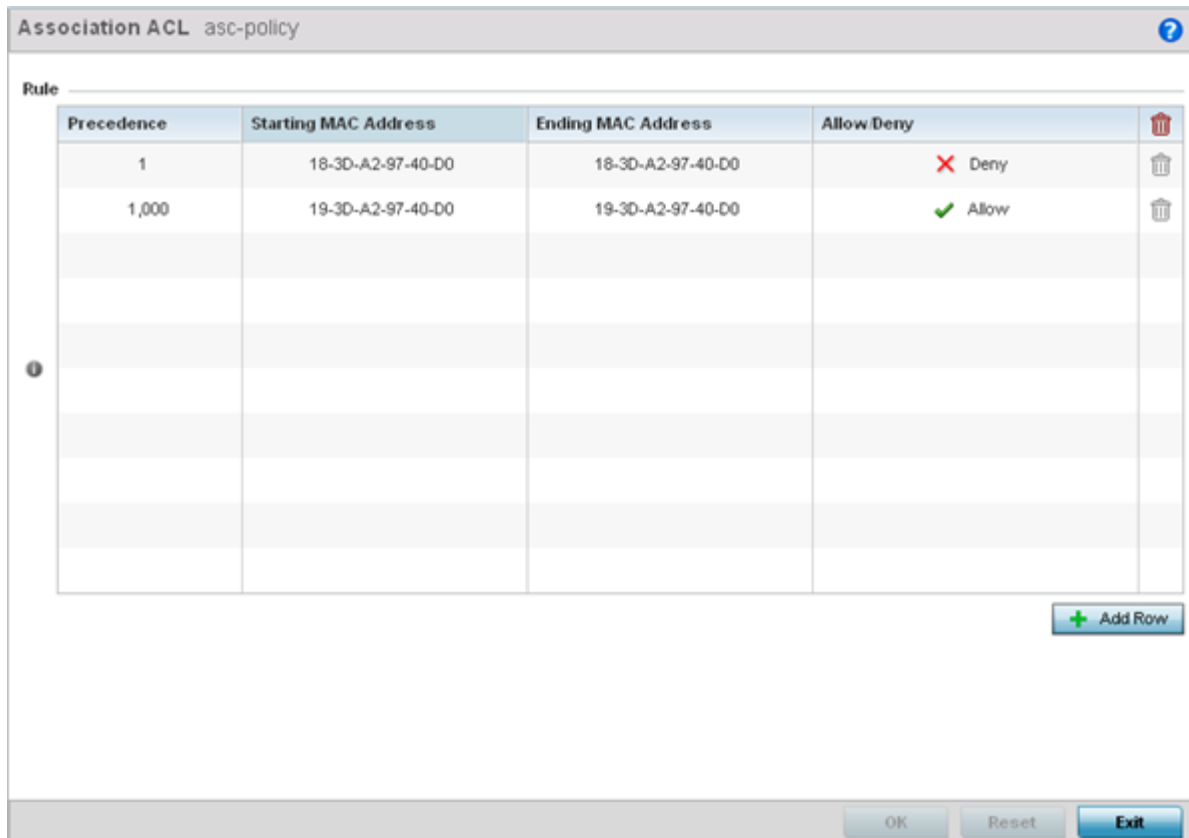 Association ACL asc-policy
Rule
Precedence Starting MAC Address Ending MAC Address Allow/Deny
1 18-3D-A2-97-40-D0 18-3D-A2-97-40-D0 Deny
1,000 19-3D-A2-97-40-D0 19-3D-A2-97-40-D0 Allow
Add Row
OK Reset Exit